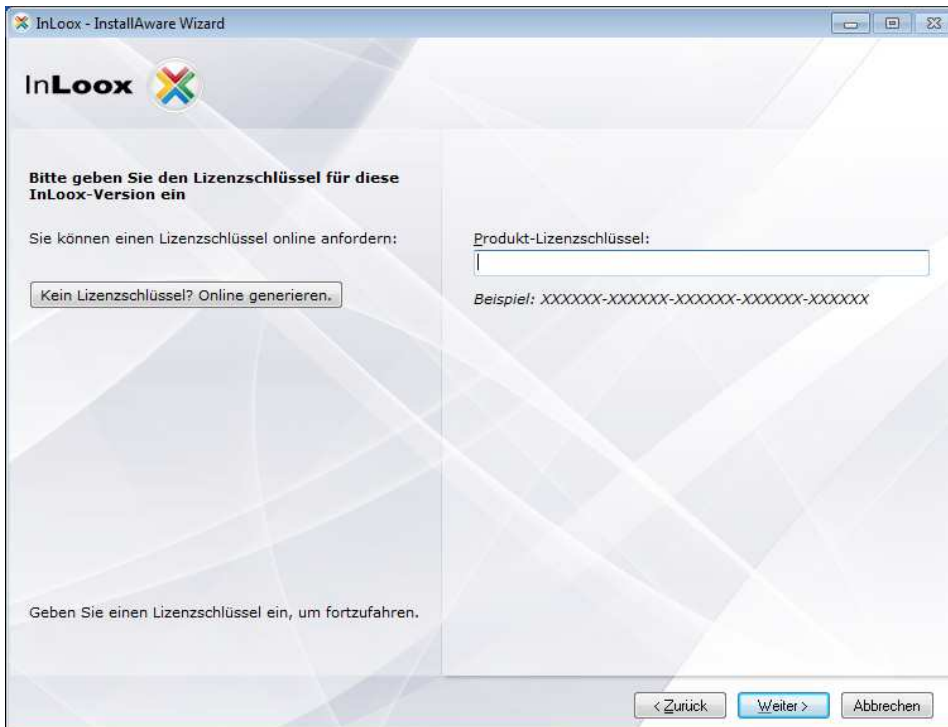 InLoox - InstallAware Wizard
InLoox
Bitte geben Sie den Lizenzschlüssel für diese
InLoox-Version ein
Sie können einen Lizenzschlüssel online anfordern:
Kein Lizenzschlüssel? Online generieren.
Produkt-Lizenzschlüssel:
Beispiel: XXXXXX-XXXXXX-XXXXXX-XXXXXX-XXXXXX
Geben Sie einen Lizenzschlüssel ein, um fortzufahren.
< Zurück
Weiter >
Abbrechen